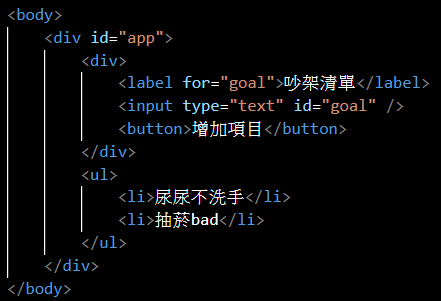 <body>
<div id="app">
<div>
<label for="goal">吵架清單</label>
<input type="text" id="goal" />
<button>增加項目</button>
</div>
<ul>
<li>尿尿不洗手</li>
<li>抽菸bad</li>
</ul>
</div>
</body>